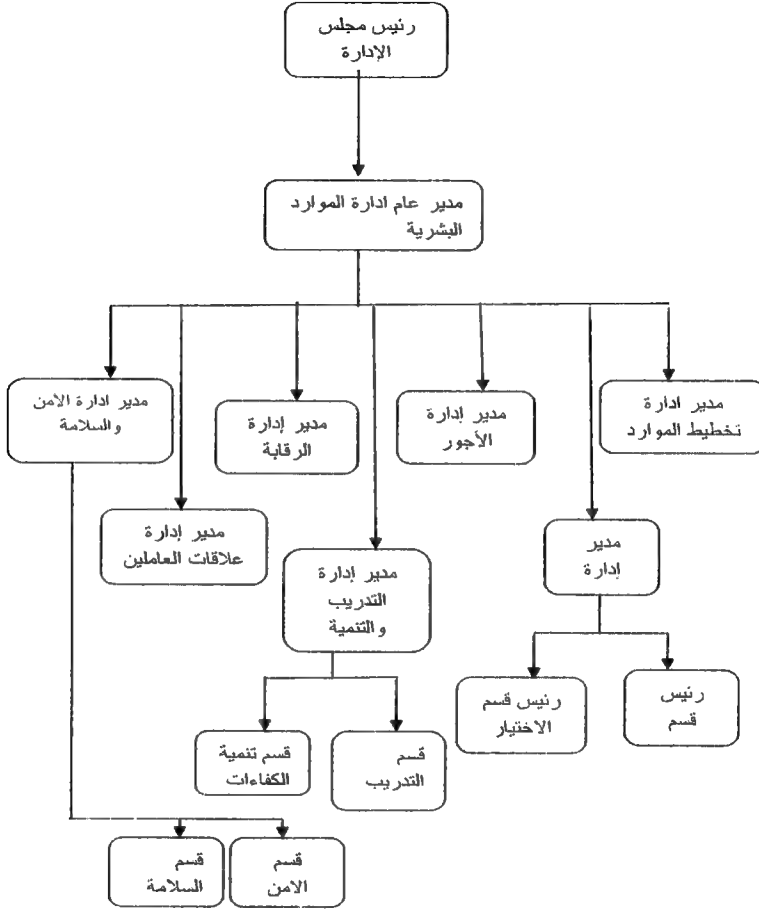 رئيس مجلس
الإدارة
مدير عام ادارة الموارد
البشرية
مدير ادارة
تخطيط الموارد
مدير إدارة
الأجور
مدير إدارة
الرقابة
مدير ادارة الامن
والسلامة
مدير
إدارة
مدير إدارة
التدريب
والتنمية
مدير إدارة
علاقات العاملين
رئيس
قسم
رئيس قسم
الاختيار
قسم
التدريب
قسم تنمية
الكفاءات
قسم
الامن
قسم
السلامة